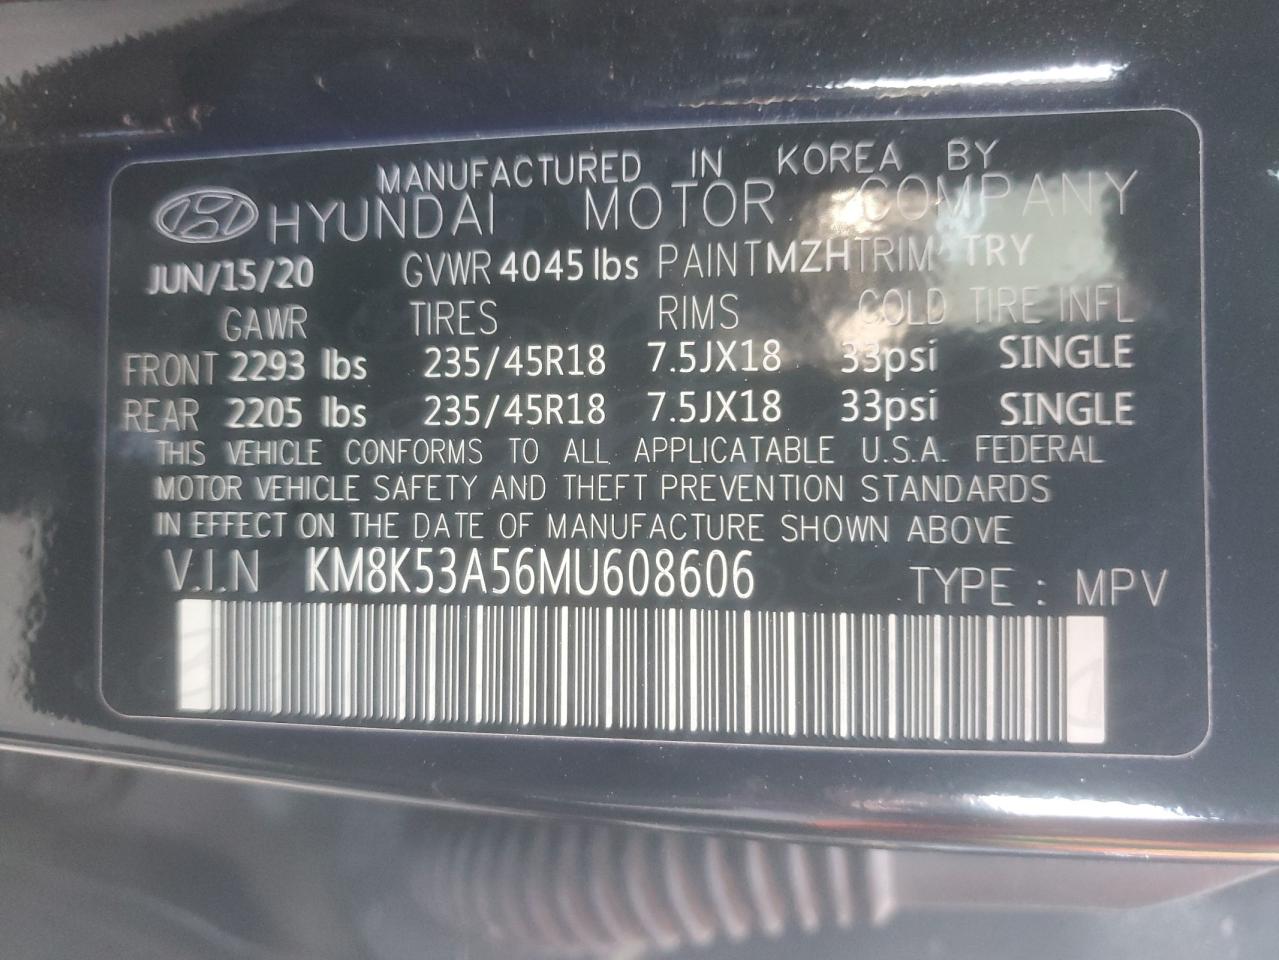 MANUFACTURED IN KOREA BY
HYUNDAI MOTOR COMPANY
JUN/15/20 GVWR 4045 lbs PAINT MZH TRIM TRY
GAWR TIRES RIMS COLD TIRE INFL
FRONT 2293 lbs 235/45R18 7.5JX18 33psi SINGLE
REAR 2205 lbs 235/45R18 7.5JX18 33psi SINGLE
THIS VEHICLE CONFORMS TO ALL APPLICATABLE U.S.A. FEDERAL
MOTOR VEHICLE SAFETY AND THEFT PREVENTION STANDARDS
IN EFFECT ON THE DATE OF MANUFACTURE SHOWN ABOVE
V.I.N KM8K53A56MU608606 TYPE : MPV